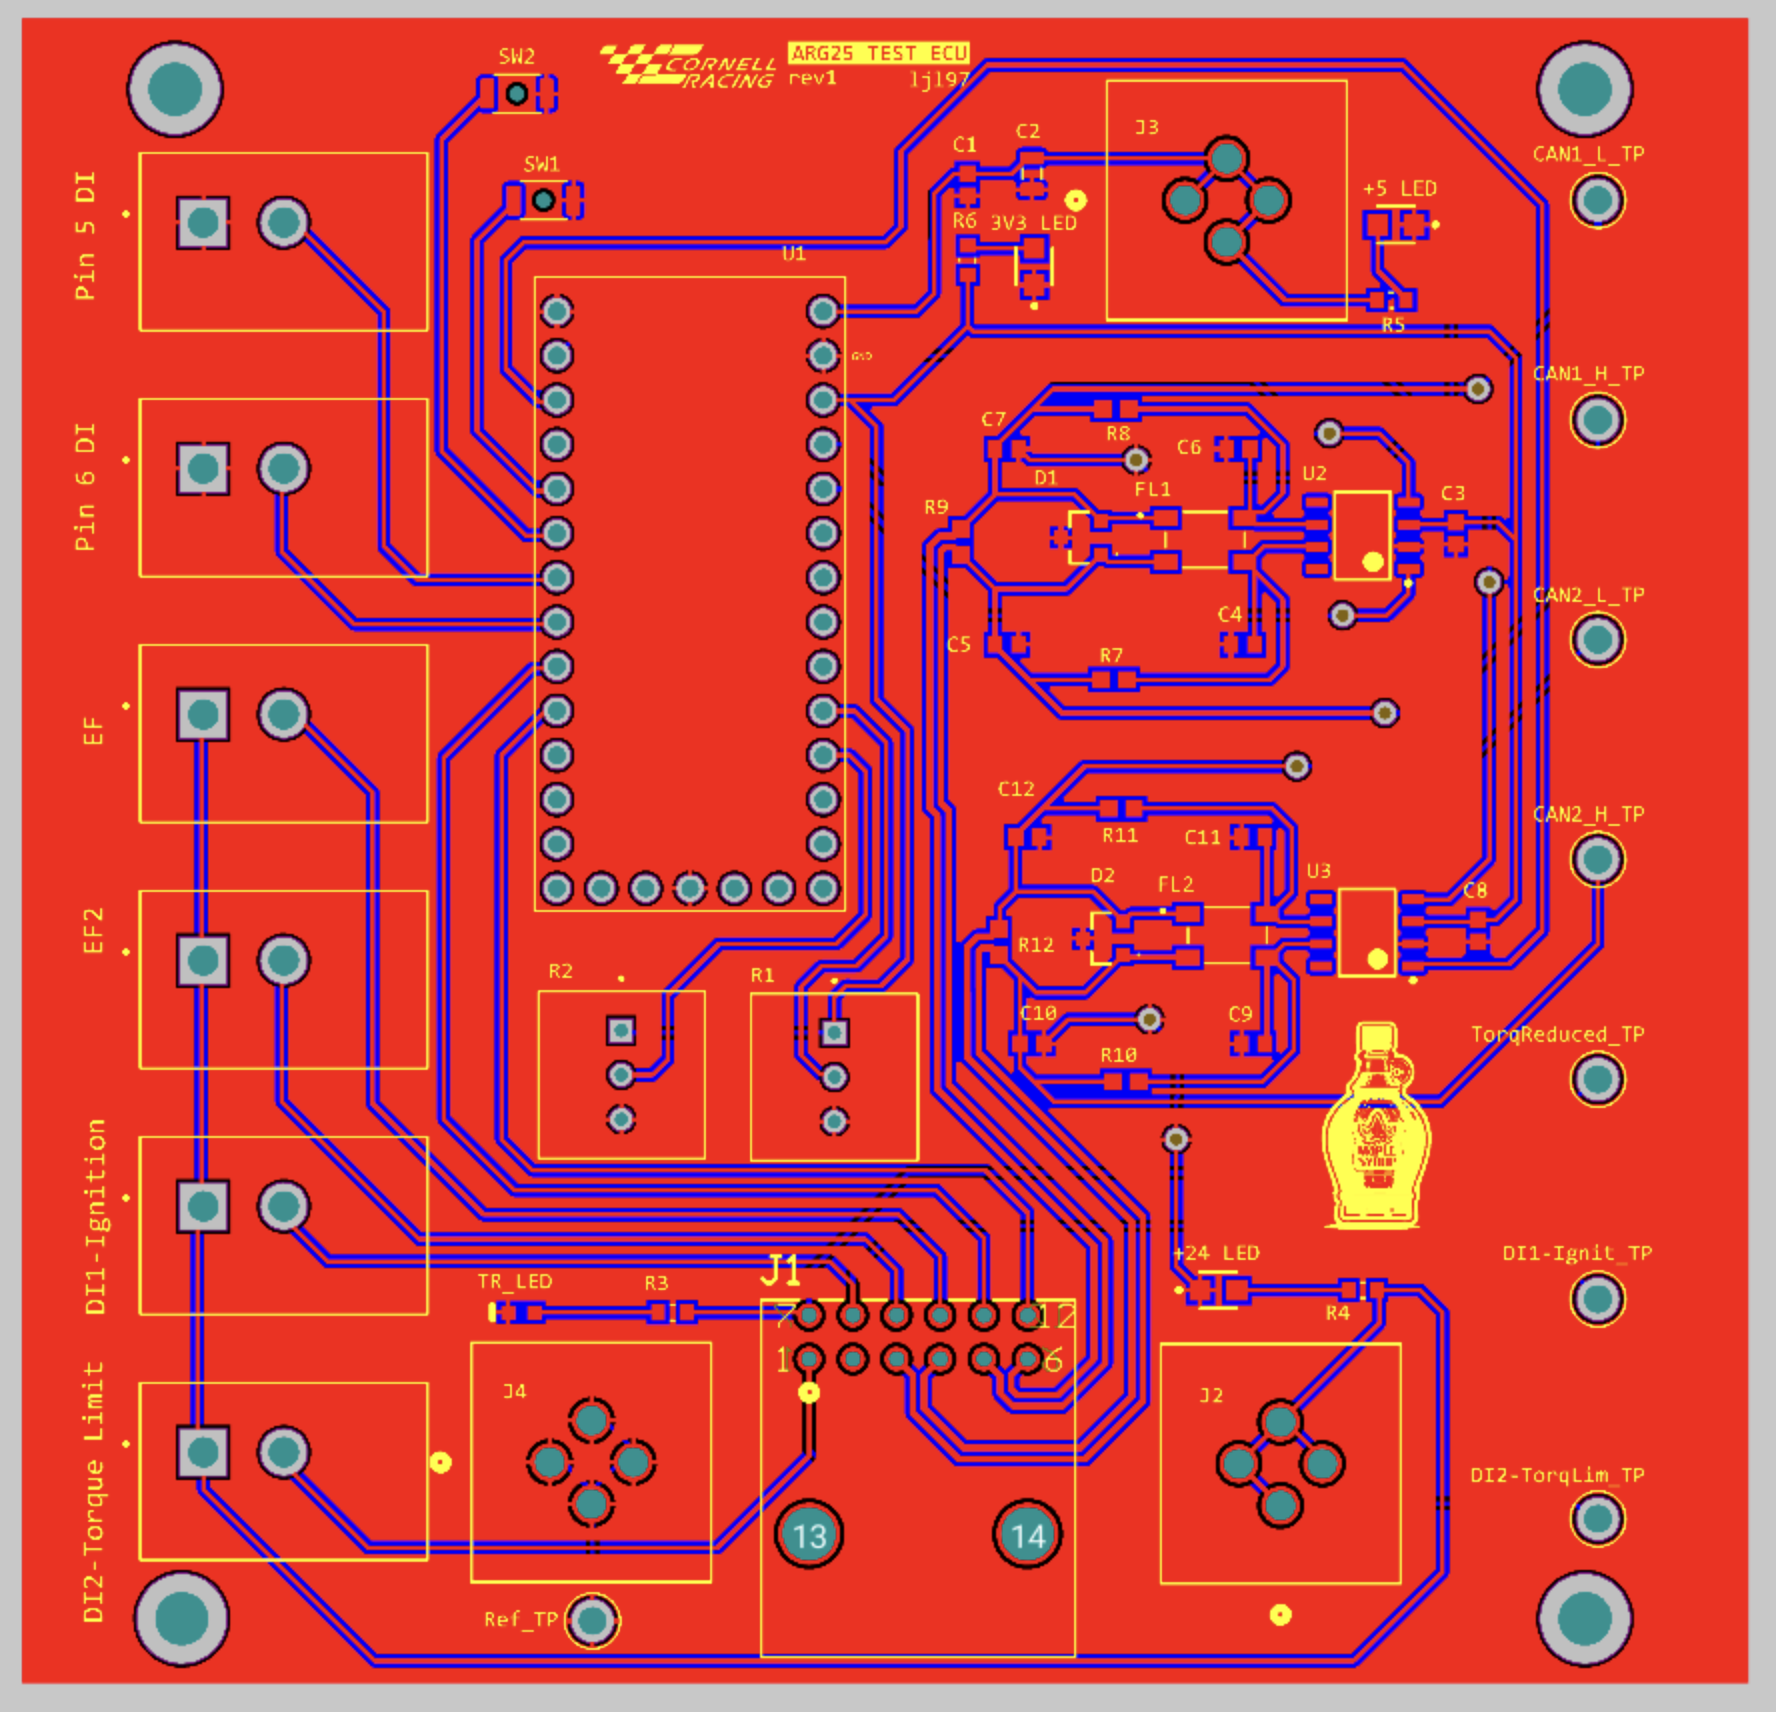 CORNELL
RACING
ARG25 TEST ECU
rev1
ljl97
SW2
SW1
U1
C1
C2
J3
+5 LED
R6
3V3 LED
R5
GND
CAN1_L_TP
CAN1_H_TP
CAN2_L_TP
CAN2_H_TP
TorqReduced_TP
DI1-Ignit_TP
DI2-TorqLim_TP
Pin 5 DI
Pin 6 DI
EF
EF2
DI1-Ignition
DI2-Torque Limit
C7
R8
C6
D1
FL1
U2
C3
R9
C5
C4
R7
C12
R11
C11
D2
FL2
U3
C8
R12
C10
C9
R10
R2
R1
MAPLE
SYRUP
TR_LED
R3
J1
7
12
1
6
13
14
+24 LED
R4
J4
J2
Ref_TP